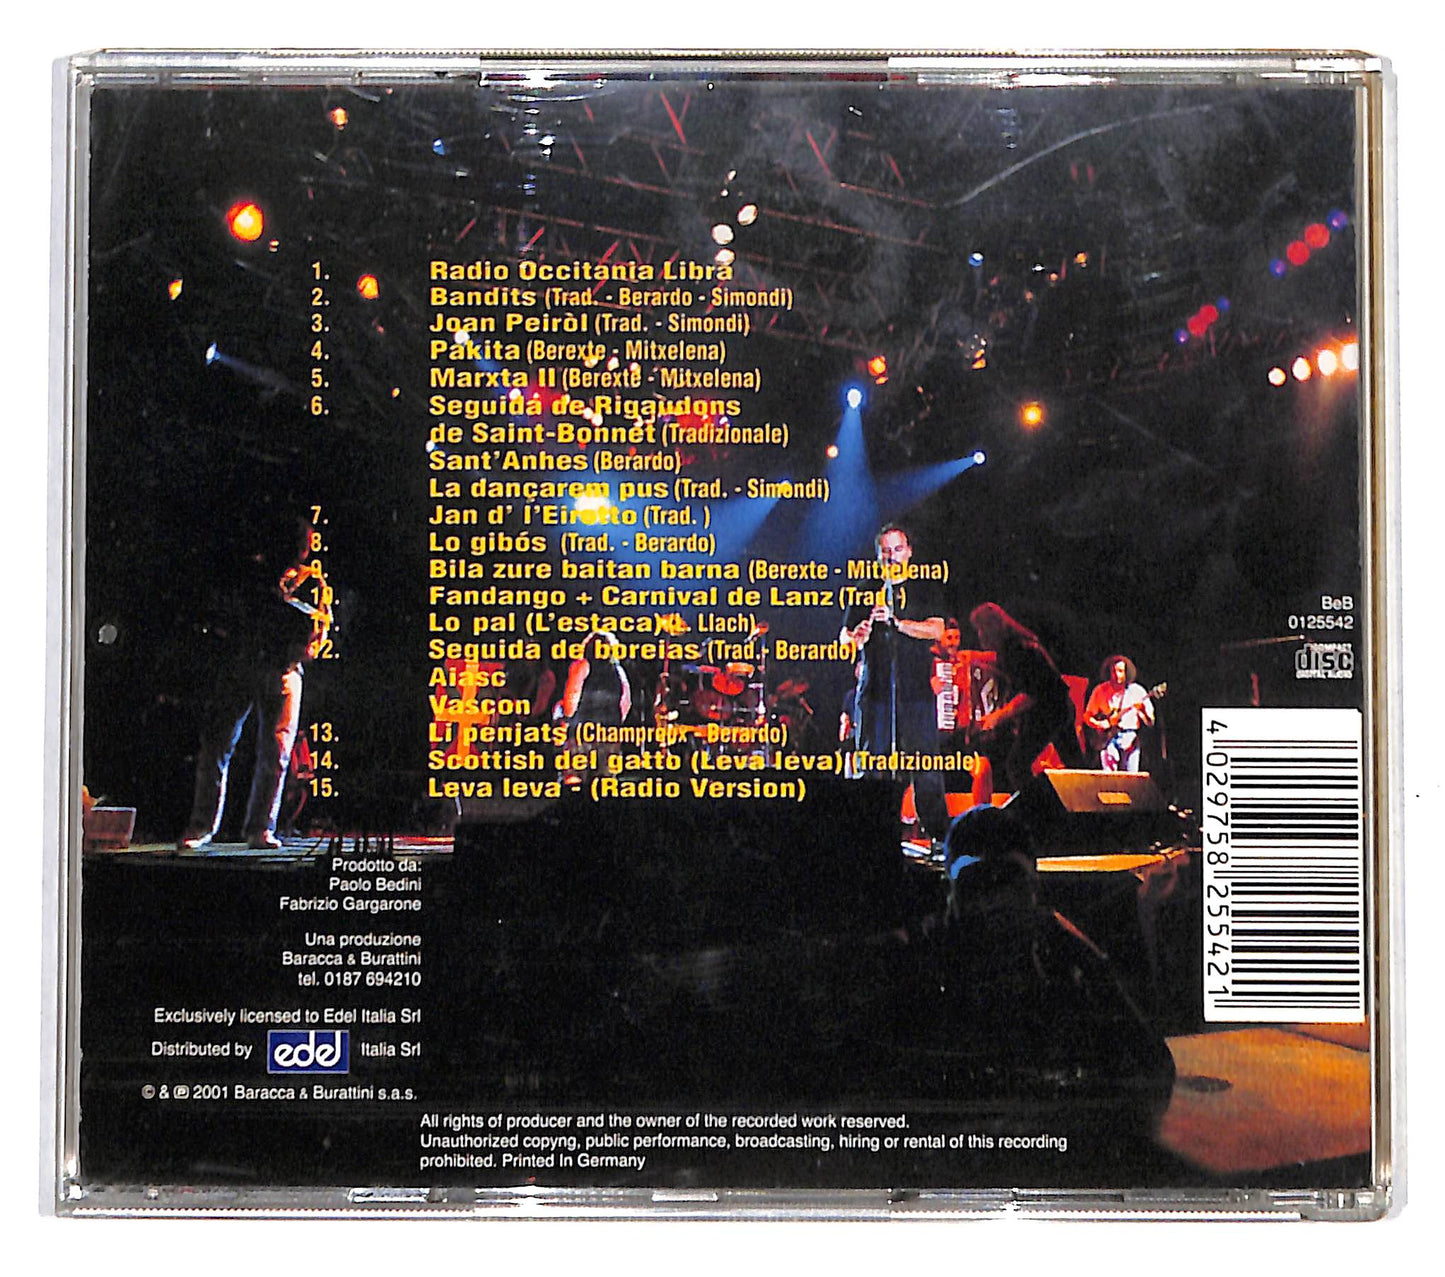 1. Radio Occitania Libra
2. Bandits (Trad. - Berardo - Simondi)
3. Joan Peiròl (Trad. - Simondi)
4. Pakita (Berexte - Mitxelena)
5. Marxta II (Berexte - Mitxelena)
6. Seguida de Rigaudons
de Saint-Bonnet (Tradizionale)
Sant'Anhes (Berardo)
La dançarem pus (Trad. - Simondi)
7. Jan d' l'Eirotto (Trad. )
8. Lo gibós (Trad. - Berardo)
9. Bila zure baitan barna (Berexte - Mitxelena)
10. Fandango + Carnival de Lanz (Trad. )
11. Lo pal (L'estaca) (L. Llach)
12. Seguida de boreias (Trad.- Berardo)
Aiasc
Vascon
13. Li penjats (Champreux - Berardo)
14. Scottish del gatto (Leva leva) (Tradizionale)
15. Leva leva - (Radio Version)
BeB
0125542
COMPACT
disc
DIGITAL AUDIO
4 029758 255421
Prodotto da:
Paolo Bedini
Fabrizio Gargarone
Una produzione
Baracca & Burattini
tel. 0187 694210
Exclusively licensed to Edel Italia Srl
Distributed by edel Italia Srl
© & ℗ 2001 Baracca & Burattini s.a.s.
All rights of producer and the owner of the recorded work reserved.
Unauthorized copyng, public performance, broadcasting, hiring or rental of this recording
prohibited. Printed In Germany